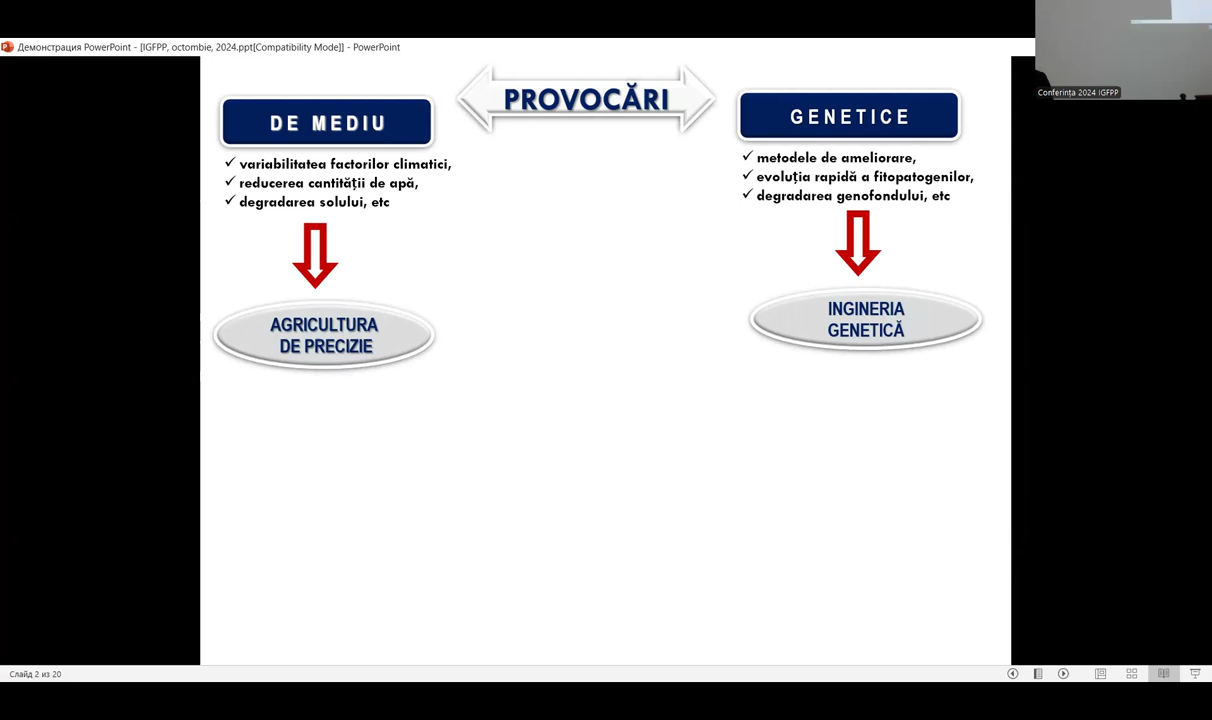 Демонстрация PowerPoint - [IGFPP, octombie, 2024.ppt[Compatibility Mode]] - PowerPoint
Conferința 2024 IGFPP
PROVOCĂRI
DE MEDIU
variabilitatea factorilor climatici,
reducerea cantității de apă,
degradarea solului, etc
AGRICULTURA
DE PRECIZIE
GENETICE
metodele de ameliorare,
evoluția rapidă a fitopatogenilor,
degradarea genofondului, etc
INGINERIA
GENETICĂ
Слайд 2 из 20